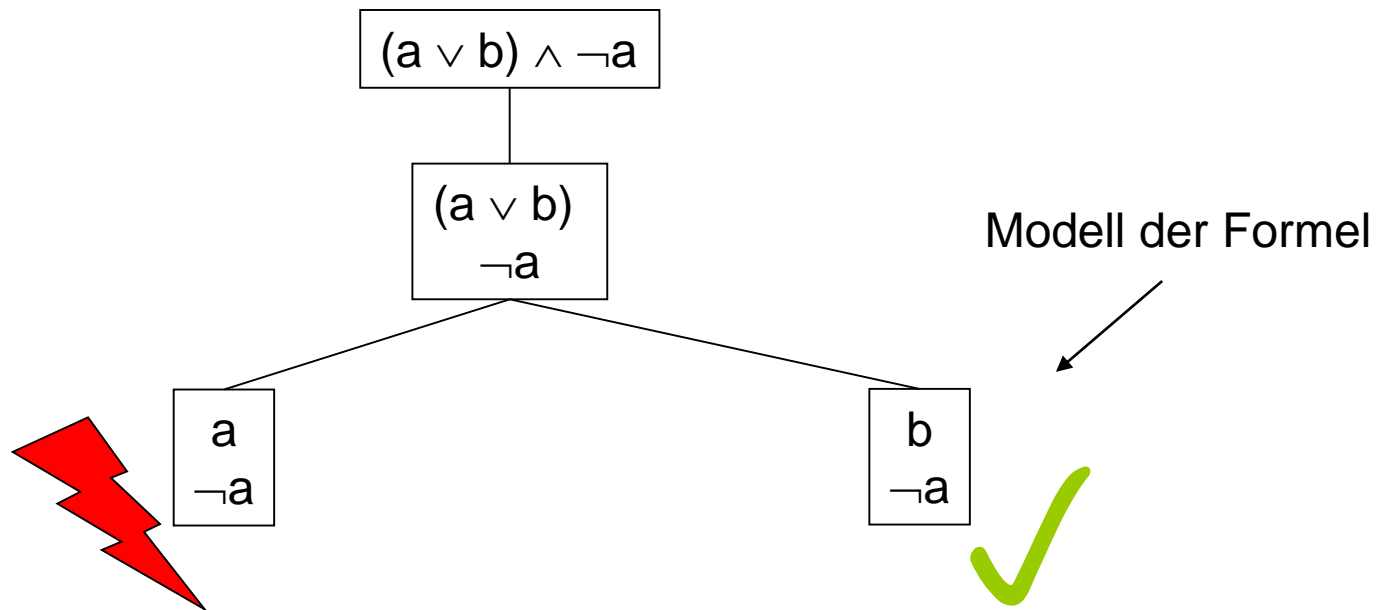 (a ∨ b) ∧ ¬a
(a ∨ b)
¬a
Modell der Formel
a
¬a
b
¬a